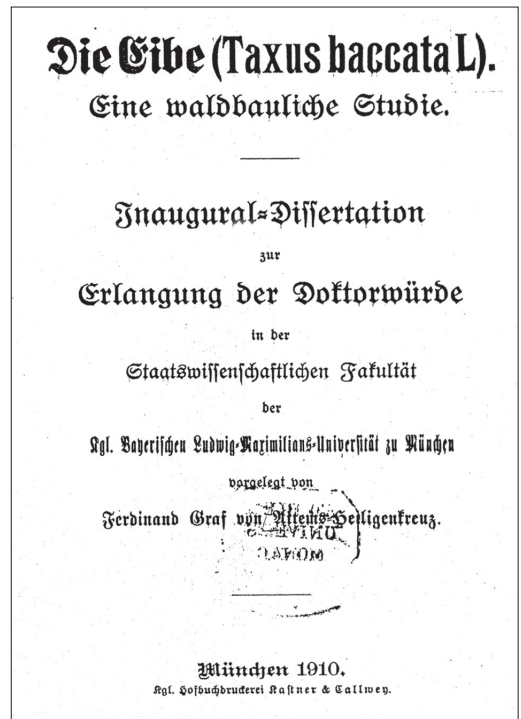 Die Eibe (Taxus baccata L).
Eine waldbauliche Studie.
Inaugural-Dissertation
zur
Erlangung der Doktorwürde
in der
Staatswissenschaftlichen Fakultät
der
Kgl. Bayerischen Ludwig-Maximilians-Universität zu München
vorgelegt von
Ferdinand Graf von Attems-Heiligenkreuz.
München 1910.
Kgl. Hofbuchdruckerei Kastner & Callwey.